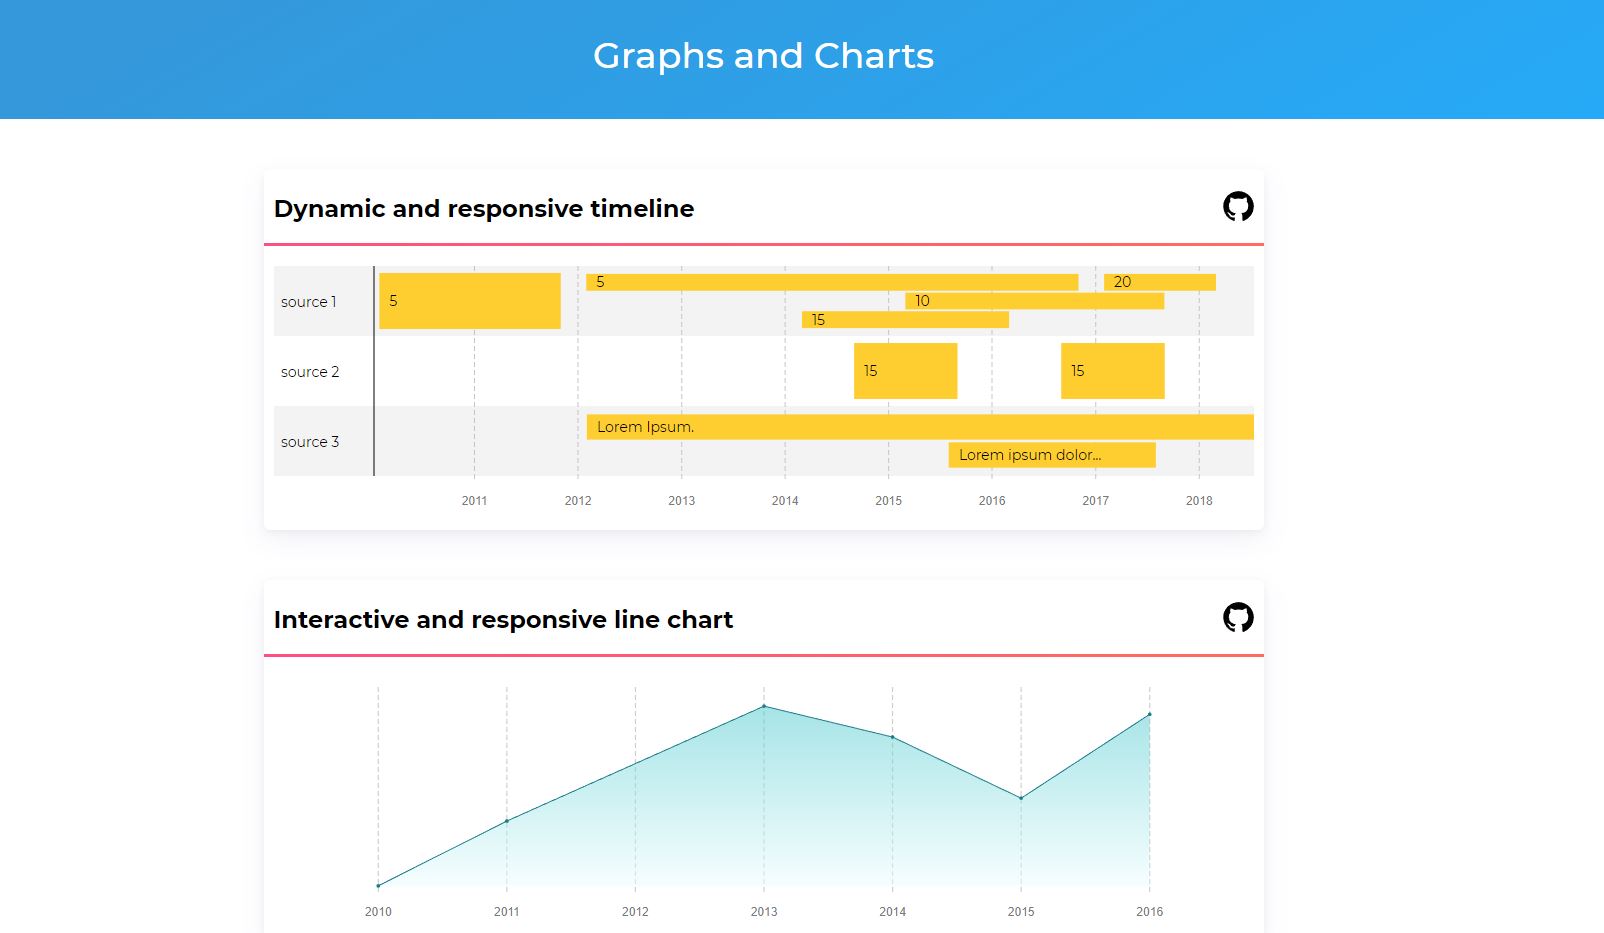 Graphs and Charts
Dynamic and responsive timeline
source 1
5
5
20
10
15
source 2
15
15
source 3
Lorem Ipsum.
Lorem ipsum dolor...
2011 2012 2013 2014 2015 2016 2017 2018
Interactive and responsive line chart
2010 2011 2012 2013 2014 2015 2016